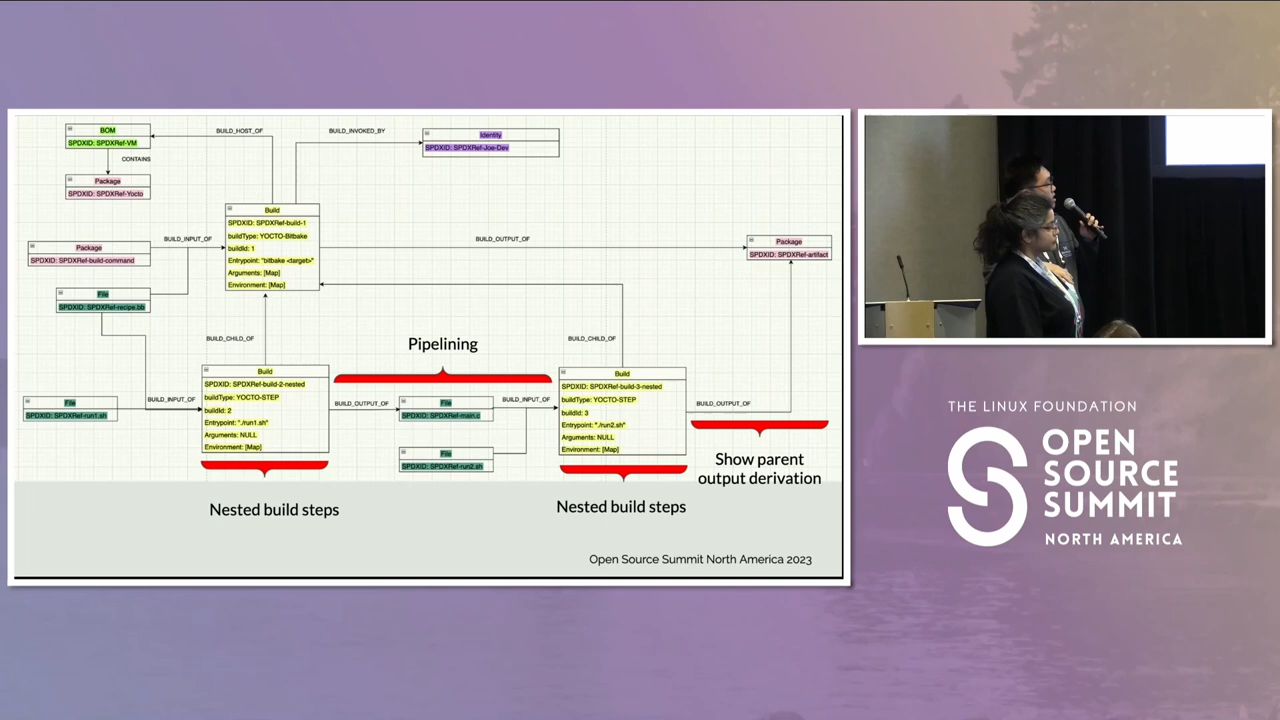 BOM
SPDXID: SPDXRef-VM
BUILD_HOST_OF
BUILD_INVOKED_BY
Identity
SPDXID: SPDXRef-Joe-Dev
CONTAINS
Package
SPDXID: SPDXRef-Yocto
Build
SPDXID: SPDXRef-build-1
buildType: YOCTO-Bitbake
buildId: 1
Entrypoint: "bitbake <target>"
Arguments: [Map]
Environment: [Map]
Package
SPDXID: SPDXRef-build-command
BUILD_INPUT_OF
BUILD_OUTPUT_OF
Package
SPDXID: SPDXRef-artifact
File
SPDXID: SPDXRef-recipe.bb
BUILD_CHILD_OF
Pipelining
BUILD_CHILD_OF
File
SPDXID: SPDXRef-run1.sh
BUILD_INPUT_OF
Build
SPDXID: SPDXRef-build-2-nested
buildType: YOCTO-STEP
buildId: 2
Entrypoint: "./run1.sh"
Arguments: NULL
Environment: [Map]
BUILD_OUTPUT_OF
File
SPDXID: SPDXRef-main.c
BUILD_INPUT_OF
File
SPDXID: SPDXRef-run2.sh
Build
SPDXID: SPDXRef-build-3-nested
buildType: YOCTO-STEP
buildId: 3
Entrypoint: "./run2.sh"
Arguments: NULL
Environment: [Map]
BUILD_OUTPUT_OF
Show parent
output derivation
Nested build steps
Nested build steps
Open Source Summit North America 2023
THE LINUX FOUNDATION
OPEN
SOURCE
SUMMIT
NORTH AMERICA